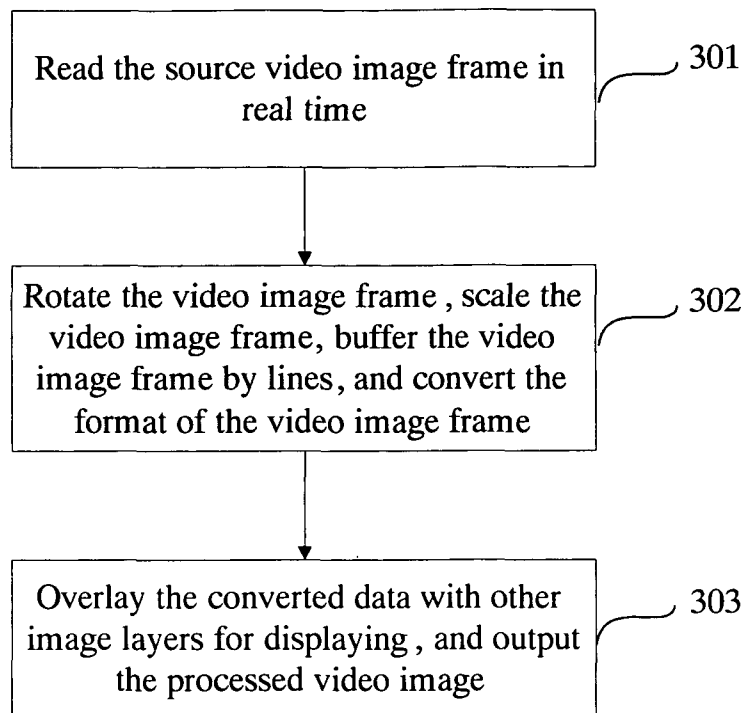 Read the source video image frame in
real time
301
Rotate the video image frame , scale the
video image frame, buffer the video
image frame by lines, and convert the
format of the video image frame
302
Overlay the converted data with other
image layers for displaying , and output
the processed video image
303